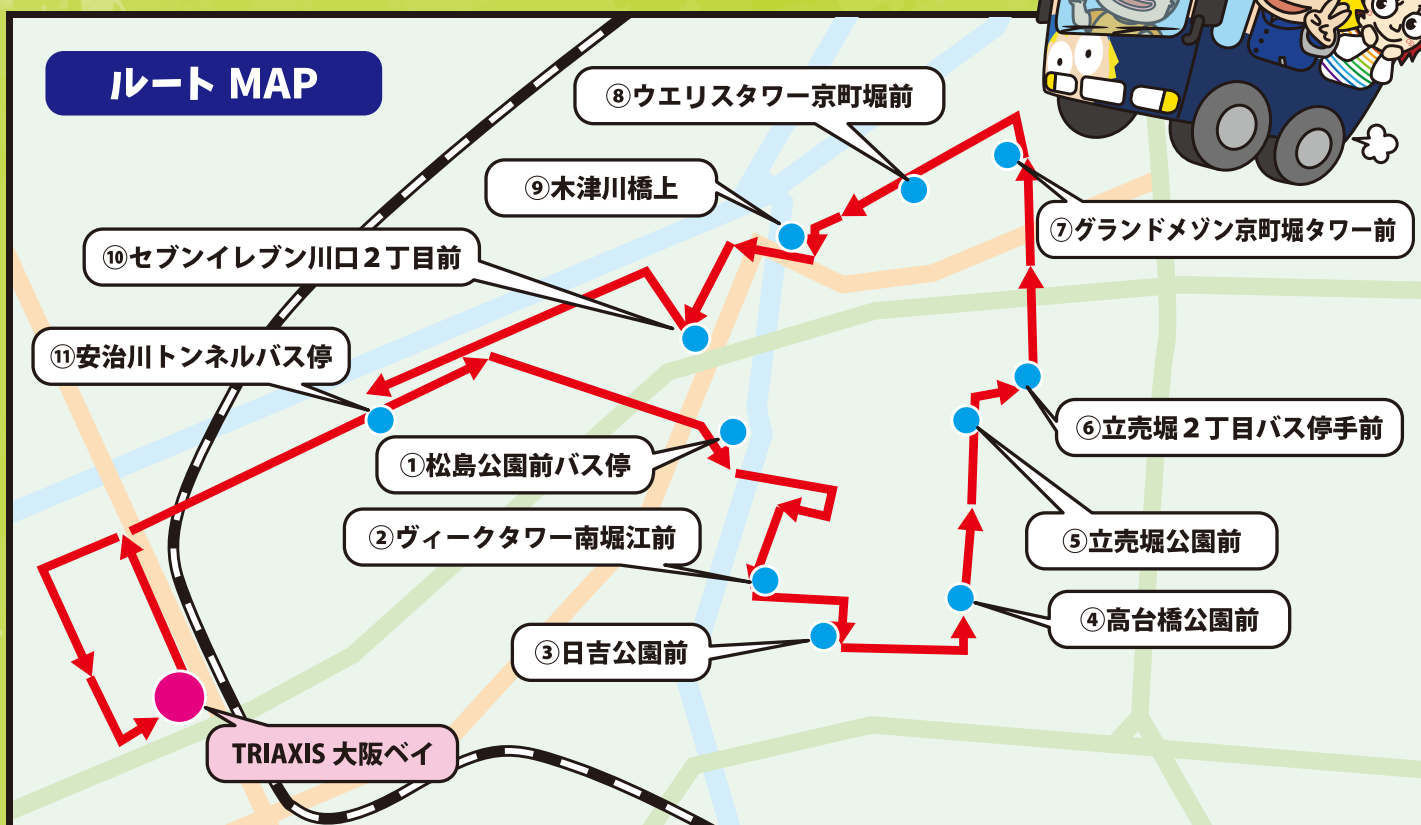 ルート MAP
⑧ウエリスタワー京町堀前
⑨木津川橋上
⑦グランドメゾン京町堀タワー前
⑩セブンイレブン川口２丁目前
⑪安治川トンネルバス停
①松島公園前バス停
⑥立売堀２丁目バス停手前
②ヴィークタワー南堀江前
⑤立売堀公園前
④高台橋公園前
③日吉公園前
TRIAXIS 大阪ベイ